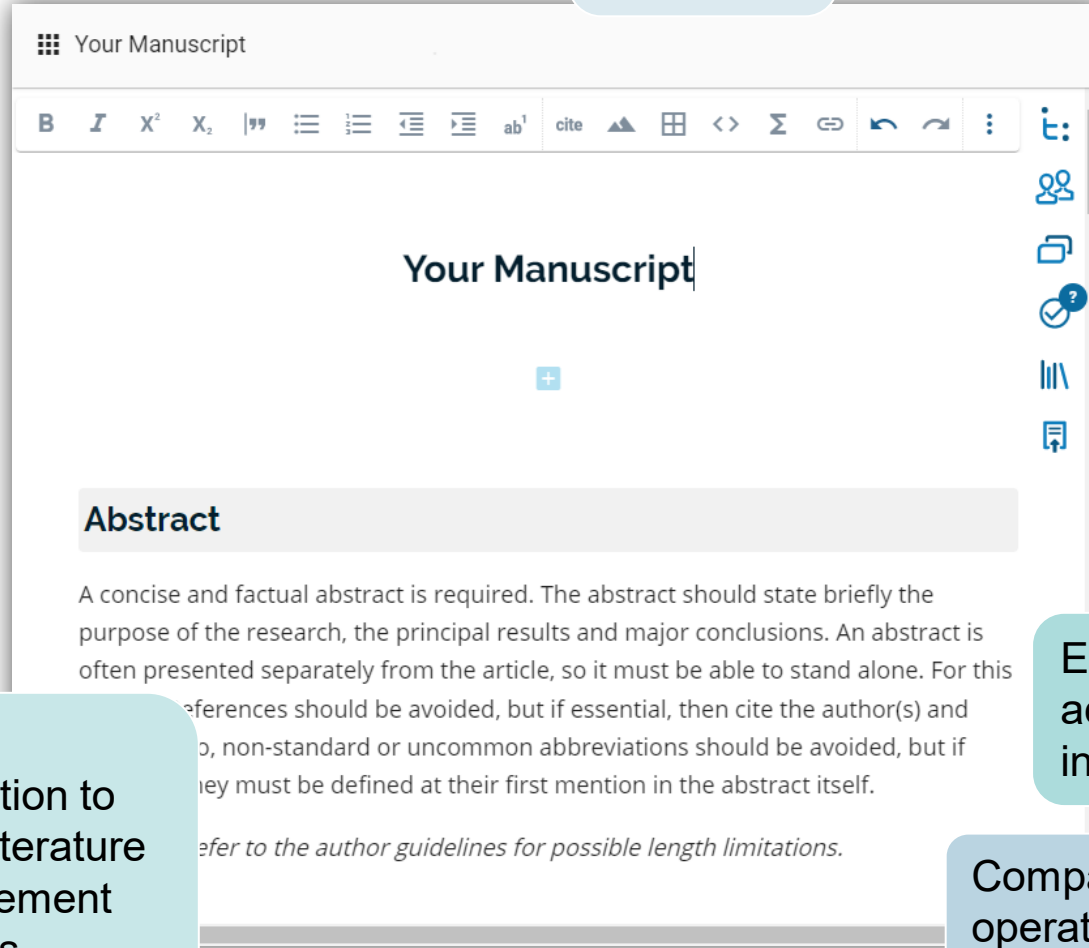 Your Manuscript
B I X² X₂ ab¹ cite Σ
Your Manuscript
?
Abstract
A concise and factual abstract is required. The abstract should state briefly the
purpose of the research, the principal results and major conclusions. An abstract is
often presented separately from the article, so it must be able to stand alone. For this
eferences should be avoided, but if essential, then cite the author(s) and
o, non-standard or uncommon abbreviations should be avoided, but if
ey must be defined at their first mention in the abstract itself.
efer to the author guidelines for possible length limitations.
tion to
terature
ement
E
in
Compa
operat